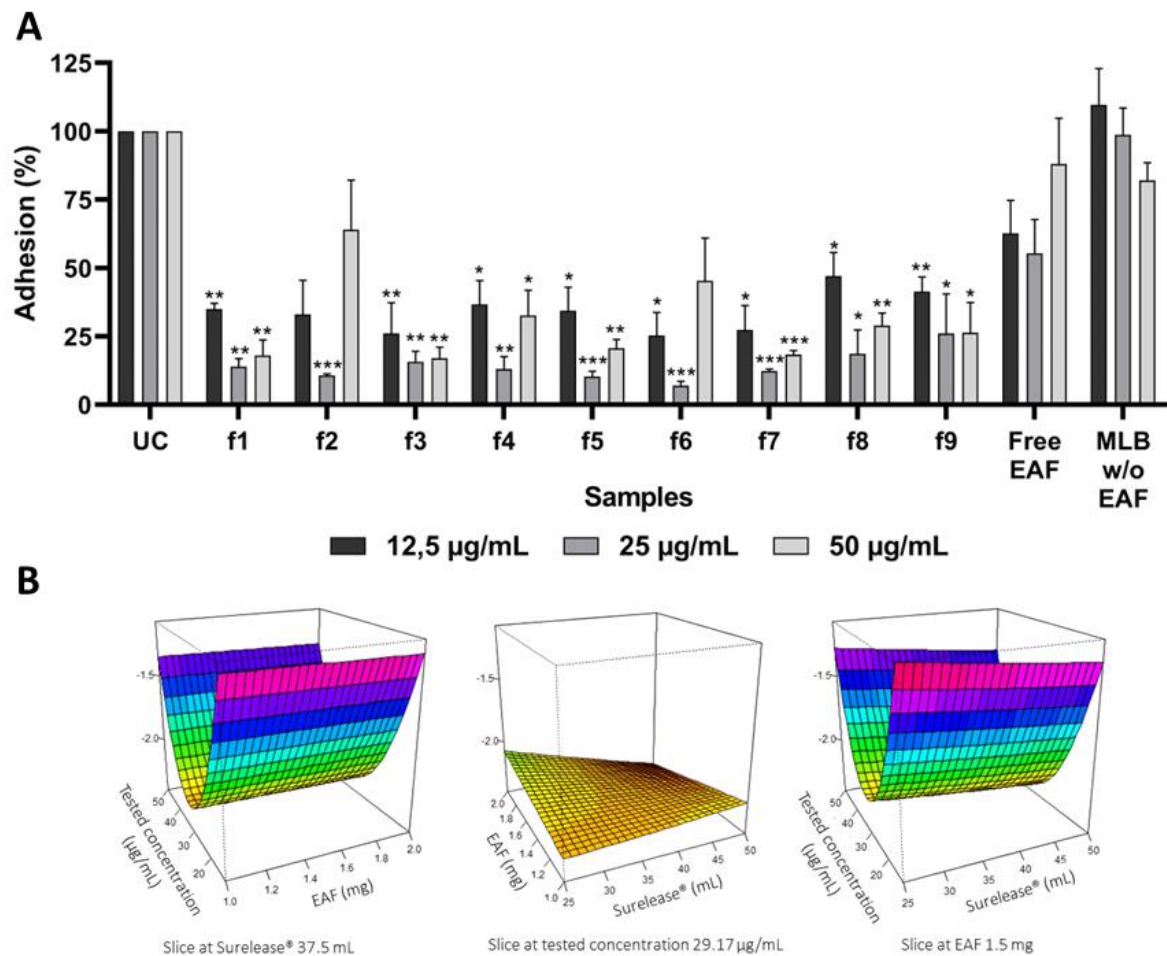 A
125
100
75
50
25
0
Adhesion (%)
** ** **
***
** ** **
* ** *
* *** **
* ***
* *** ***
* * **
** * *
UC f1 f2 f3 f4 f5 f6 f7 f8 f9 Free EAF MLB w/o EAF
Samples
12,5 µg/mL 25 µg/mL 50 µg/mL
B
-1.5
-2.0
50
40
30
20
Tested concentration
(µg/mL)
1.0 1.2 1.4 1.6 1.8 2.0
EAF (mg)
Slice at Surelease® 37.5 mL
-1.5
-2.0
2.0
1.8
1.6
1.4
1.2
1.0
EAF (mg)
25 30 35 40 45 50
Surelease® (mL)
Slice at tested concentration 29.17 µg/mL
-1.5
-2.0
50
40
30
20
Tested concentration
(µg/mL)
25 30 35 40 45 50
Surelease® (mL)
Slice at EAF 1.5 mg